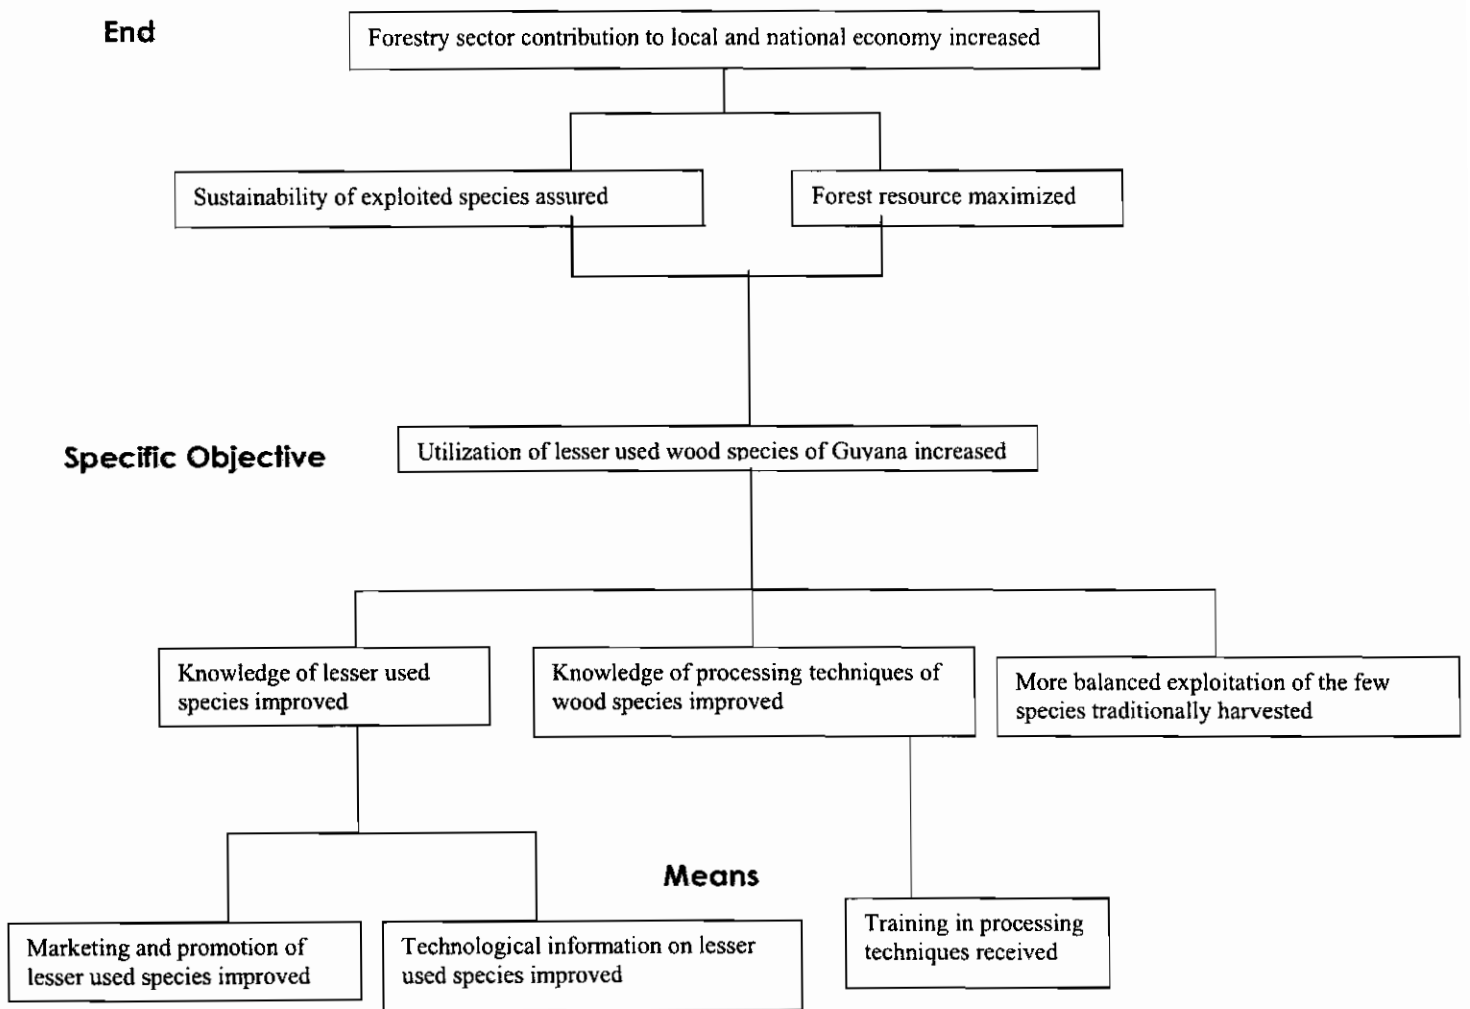 End
Forestry sector contribution to local and national economy increased
Sustainability of exploited species assured
Forest resource maximized
Specific Objective
Utilization of lesser used wood species of Guyana increased
Knowledge of lesser used
species improved
Knowledge of processing techniques of
wood species improved
More balanced exploitation of the few
species traditionally harvested
Means
Marketing and promotion of
lesser used species improved
Technological information on lesser
used species improved
Training in processing
techniques received